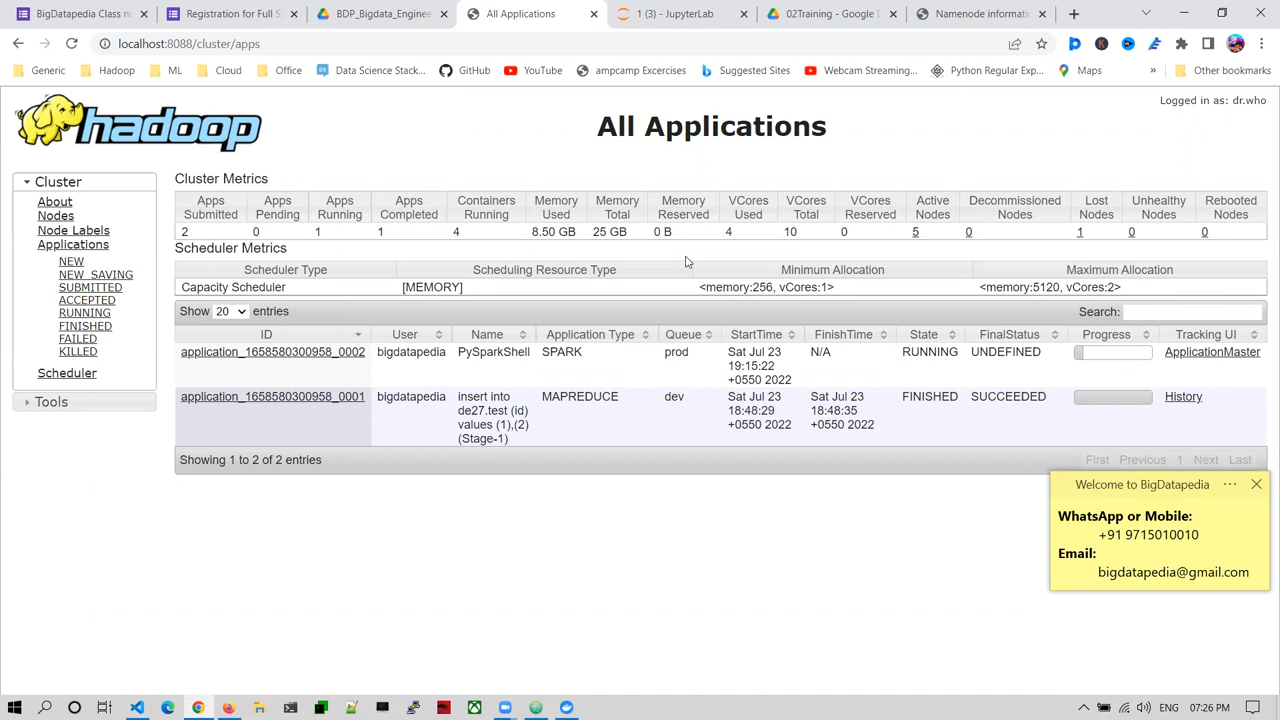 BigDatapedia Class no
Registration for Full S
BDP_Bigdata_Engine
All Applications
1 (3) - JupyterLab
02Training - Google D
Namenode informati
localhost:8088/cluster/apps
Generic
Hadoop
ML
Cloud
Office
Data Science Stack...
GitHub
YouTube
ampcamp Excercises
Suggested Sites
Webcam Streaming...
Python Regular Exp...
Maps
»
Other bookmarks
Logged in as: dr.who
hadoop
All Applications
Cluster
About
Nodes
Node Labels
Applications
NEW
NEW_SAVING
SUBMITTED
ACCEPTED
RUNNING
FINISHED
FAILED
KILLED
Scheduler
Tools
Cluster Metrics
Apps Submitted Apps Pending Apps Running Apps Completed Containers Running Memory Used Memory Total Memory Reserved VCores Used VCores Total VCores Reserved Active Nodes Decommissioned Nodes Lost Nodes Unhealthy Nodes Rebooted Nodes
2 0 1 1 4 8.50 GB 25 GB 0 B 4 10 0 5 0 1 0 0
Scheduler Metrics
Scheduler Type Scheduling Resource Type Minimum Allocation Maximum Allocation
Capacity Scheduler [MEMORY] <memory:256, vCores:1> <memory:5120, vCores:2>
Show 20 entries Search:
ID User Name Application Type Queue StartTime FinishTime State FinalStatus Progress Tracking UI
application_1658580300958_0002 bigdatapedia PySparkShell SPARK prod Sat Jul 23 19:15:22 +0550 2022 N/A RUNNING UNDEFINED ApplicationMaster
application_1658580300958_0001 bigdatapedia insert into de27.test (id) values (1),(2) (Stage-1) MAPREDUCE dev Sat Jul 23 18:48:29 +0550 2022 Sat Jul 23 18:48:35 +0550 2022 FINISHED SUCCEEDED History
Showing 1 to 2 of 2 entries First Previous 1 Next Last
Welcome to BigDatapedia
WhatsApp or Mobile:
+91 9715010010
Email:
bigdatapedia@gmail.com
ENG
07:26 PM